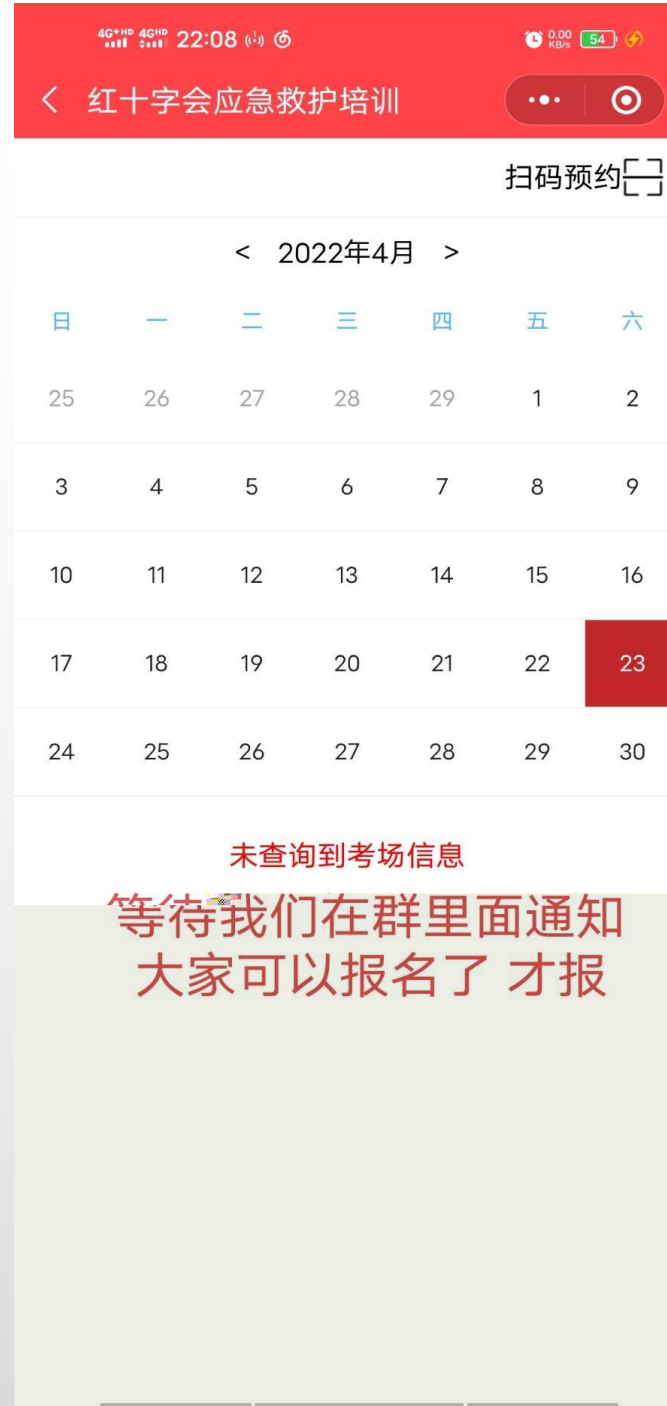 4G+HD 4GHD 22:08 0.00 KB/s 54
< 红十字会应急救护培训
扫码预约
< 2022年4月 >
日 一 二 三 四 五 六
25 26 27 28 29 1 2
3 4 5 6 7 8 9
10 11 12 13 14 15 16
17 18 19 20 21 22 23
24 25 26 27 28 29 30
未查询到考场信息
等待我们在群里面通知
大家可以报名了 才报